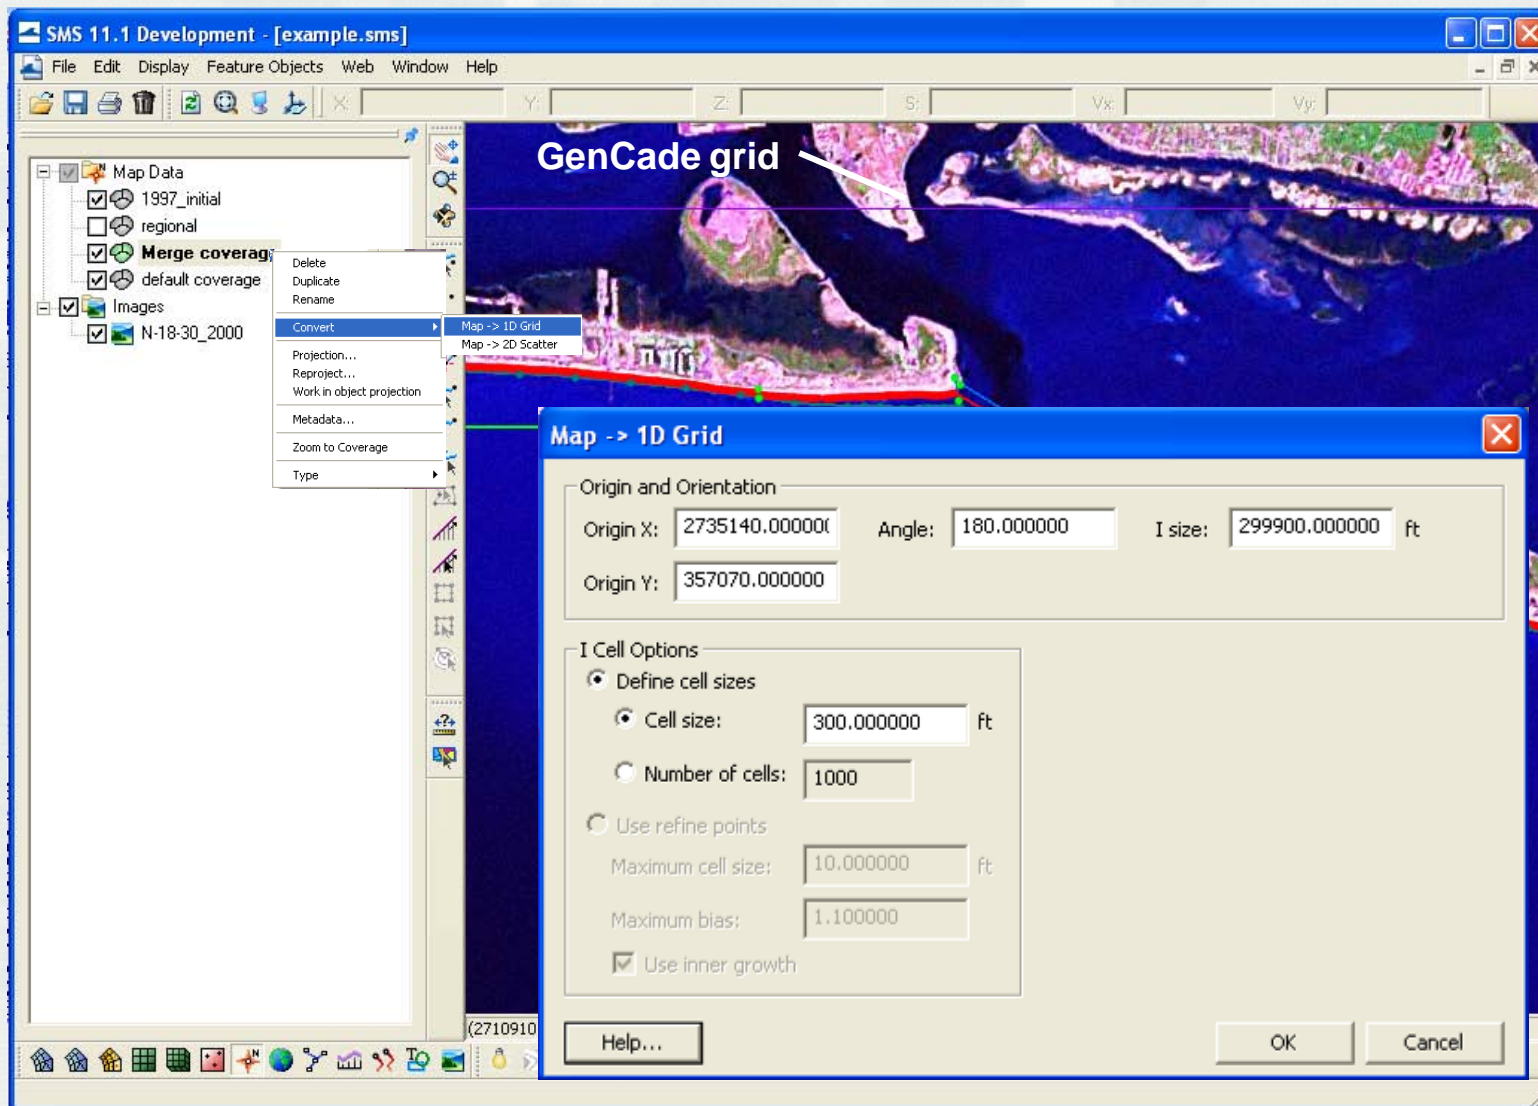 SMS 11.1 Development - [example.sms]
File Edit Display Feature Objects Web Window Help
X: Y: Z: S: Vx: Vy:
GenCade grid
Map Data
1997_initial
regional
Merge coverag
default coverage
Images
N-18-30_2000
Delete
Duplicate
Rename
Convert
Map -> 1D Grid
Map -> 2D Scatter
Projection...
Reproject...
Work in object projection
Metadata...
Zoom to Coverage
Type
Map -> 1D Grid
Origin and Orientation
Origin X: 2735140.000000 Angle: 180.000000 I size: 299900.000000 ft
Origin Y: 357070.000000
I Cell Options
Define cell sizes
Cell size: 300.000000 ft
Number of cells: 1000
Use refine points
Maximum cell size: 10.000000 ft
Maximum bias: 1.100000
Use inner growth
Help... OK Cancel
(2710910